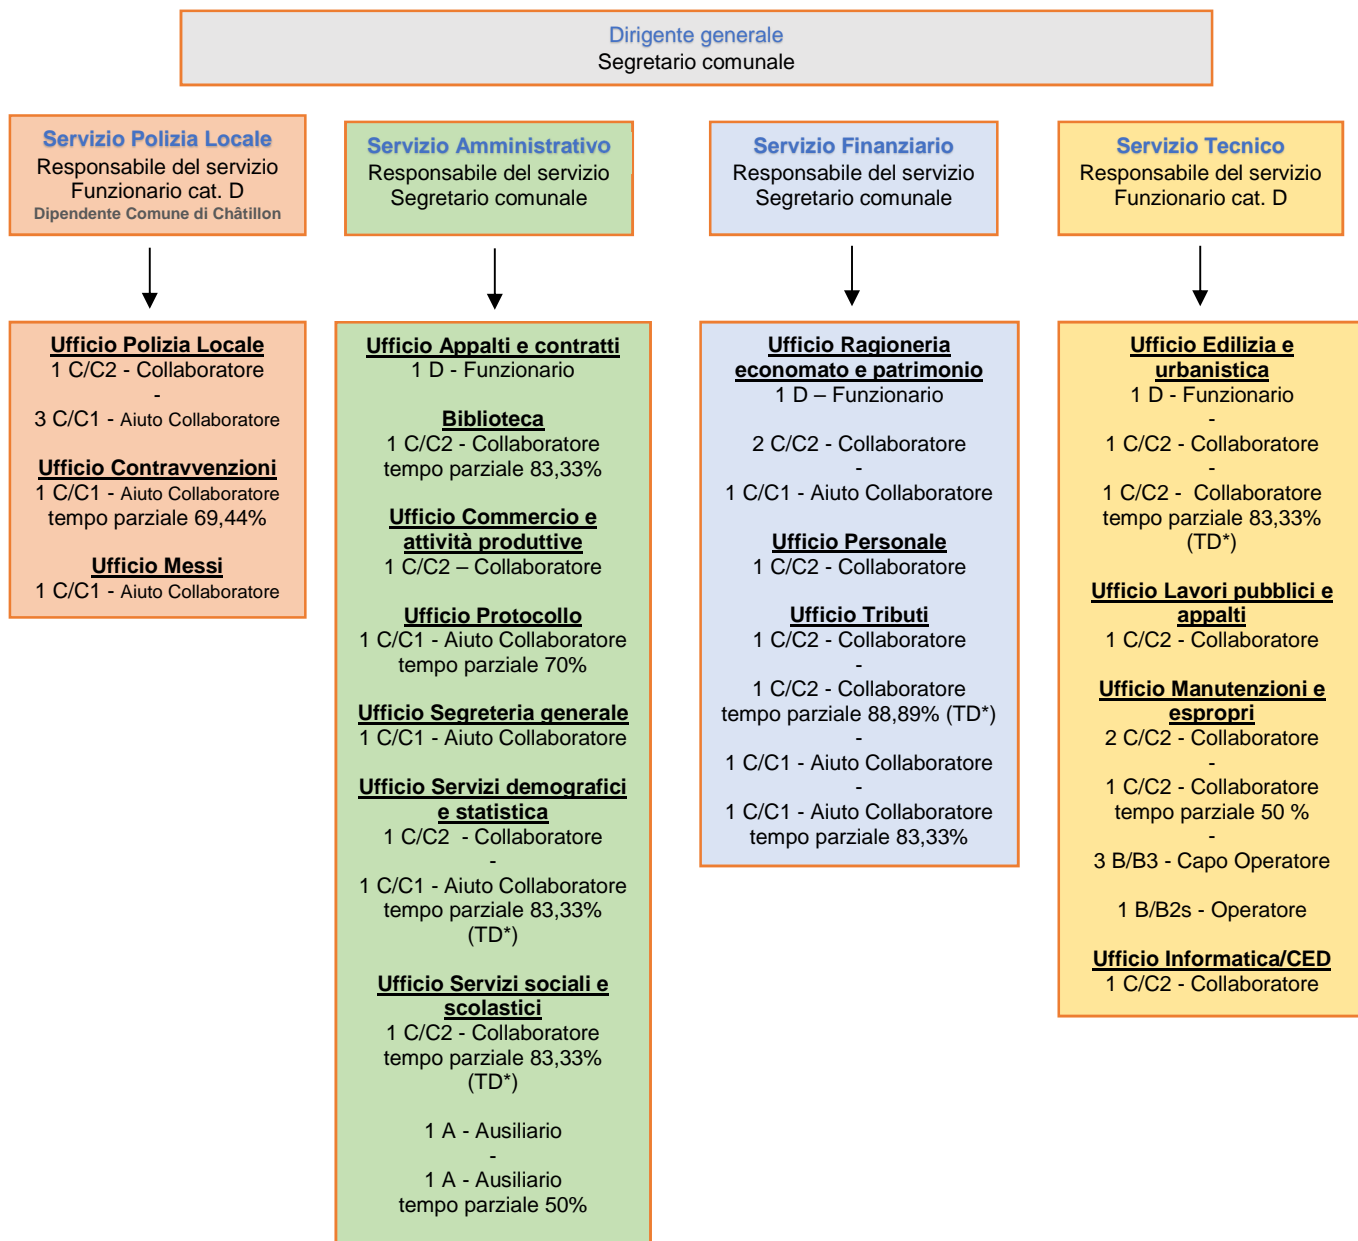 Dirigente generale
Segretario comunale
Servizio Polizia Locale
Responsabile del servizio
Funzionario cat. D
Dipendente Comune di Châtillon
Servizio Amministrativo
Responsabile del servizio
Segretario comunale
Servizio Finanziario
Responsabile del servizio
Segretario comunale
Servizio Tecnico
Responsabile del servizio
Funzionario cat. D
Ufficio Polizia Locale
1 C/C2 - Collaboratore
-
3 C/C1 - Aiuto Collaboratore
Ufficio Contravvenzioni
1 C/C1 - Aiuto Collaboratore
tempo parziale 69,44%
Ufficio Messi
1 C/C1 - Aiuto Collaboratore
Ufficio Appalti e contratti
1 D - Funzionario
Biblioteca
1 C/C2 - Collaboratore
tempo parziale 83,33%
Ufficio Commercio e
attività produttive
1 C/C2 – Collaboratore
Ufficio Protocollo
1 C/C1 - Aiuto Collaboratore
tempo parziale 70%
Ufficio Segreteria generale
1 C/C1 - Aiuto Collaboratore
Ufficio Servizi demografici
e statistica
1 C/C2 - Collaboratore
-
1 C/C1 - Aiuto Collaboratore
tempo parziale 83,33%
(TD*)
Ufficio Servizi sociali e
scolastici
1 C/C2 - Collaboratore
tempo parziale 83,33%
(TD*)
1 A - Ausiliario
-
1 A - Ausiliario
tempo parziale 50%
Ufficio Ragioneria
economato e patrimonio
1 D – Funzionario
2 C/C2 - Collaboratore
-
1 C/C1 - Aiuto Collaboratore
Ufficio Personale
1 C/C2 - Collaboratore
Ufficio Tributi
1 C/C2 - Collaboratore
-
1 C/C2 - Collaboratore
tempo parziale 88,89% (TD*)
-
1 C/C1 - Aiuto Collaboratore
-
1 C/C1 - Aiuto Collaboratore
tempo parziale 83,33%
Ufficio Edilizia e
urbanistica
1 D - Funzionario
-
1 C/C2 - Collaboratore
-
1 C/C2 - Collaboratore
tempo parziale 83,33%
(TD*)
Ufficio Lavori pubblici e
appalti
1 C/C2 - Collaboratore
Ufficio Manutenzioni e
espropri
2 C/C2 - Collaboratore
-
1 C/C2 - Collaboratore
tempo parziale 50 %
-
3 B/B3 - Capo Operatore
1 B/B2s - Operatore
Ufficio Informatica/CED
1 C/C2 - Collaboratore